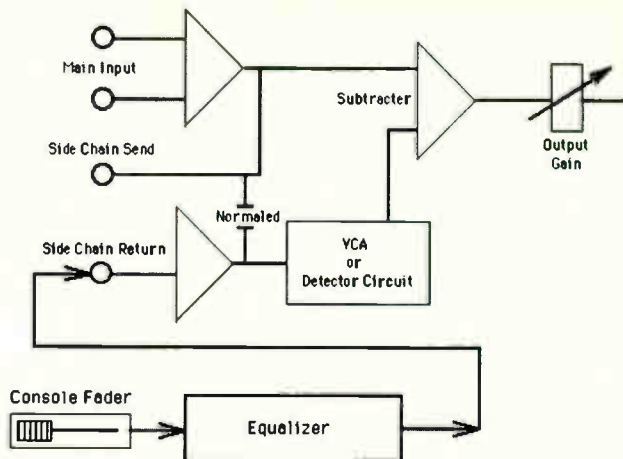 Main Input
Subtracter
Side Chain Send
Output
Gain
Normaled
Side Chain Return
VCA
or
Detector Circuit
Console Fader
Equalizer